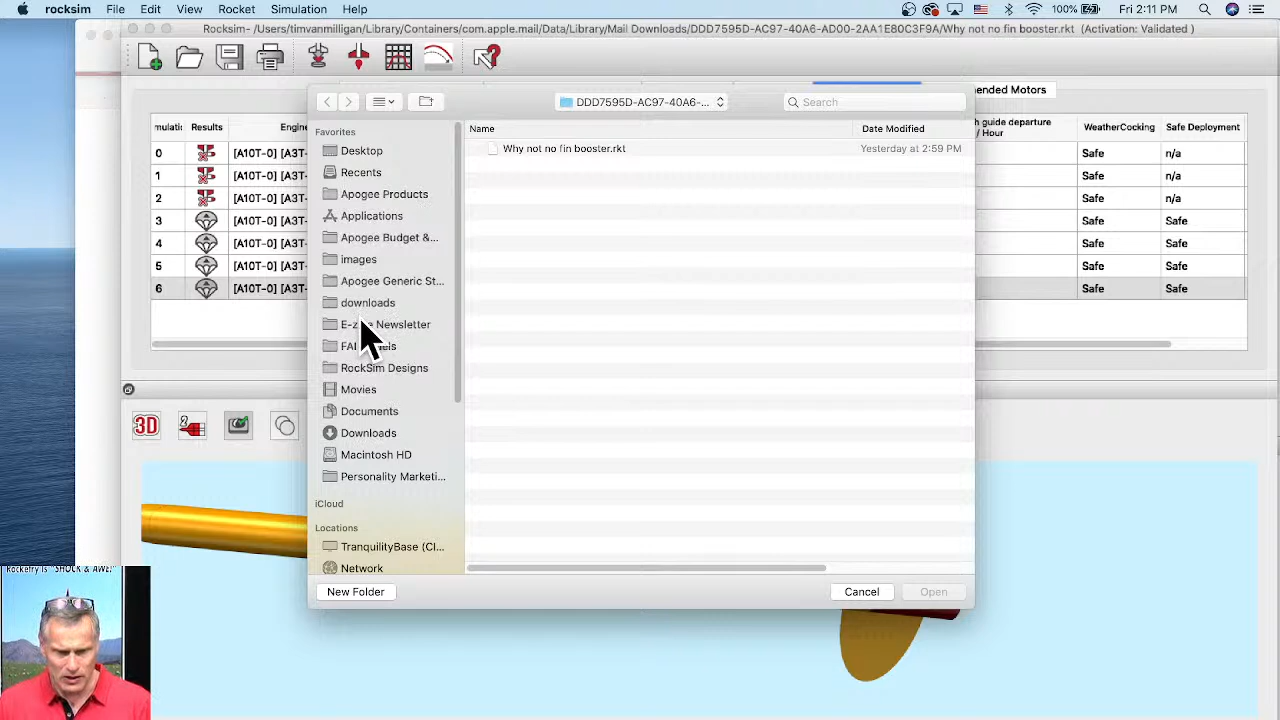 rocksim File Edit View Rocket Simulation Help 100% Fri 2:11 PM
Rocksim- /Users/timvanmilligan/Library/Containers/com.apple.mail/Data/Library/Mail Downloads/DDD7595D-AC97-40A6-AD00-2AA1E80C3F9A/Why not no fin booster.rkt (Activation: Validated )
ended Motors
DDD7595D-AC97-40A6-... Search
mulati Results Engine
guide departure
/ Hour
WeatherCocking Safe Deployment
0 [A10T-0] [A3T- Safe n/a
1 [A10T-0] [A3T- Safe n/a
2 [A10T-0] [A3T- Safe n/a
3 [A10T-0] [A3T- Safe Safe
4 [A10T-0] [A3T- Safe Safe
5 [A10T-0] [A3T- Safe Safe
6 [A10T-0] [A3T- Safe Safe
Favorites
Desktop
Recents
Apogee Products
Applications
Apogee Budget &...
images
Apogee Generic St...
downloads
Newsletter
RockSim Designs
Movies
Documents
Downloads
Macintosh HD
Personality Marketi...
iCloud
Locations
TranquilityBase (Cl...
Network
Name Date Modified
Why not no fin booster.rkt Yesterday at 2:59 PM
New Folder Cancel Open
3D
Rocketry is "SHOCK & AWE!"